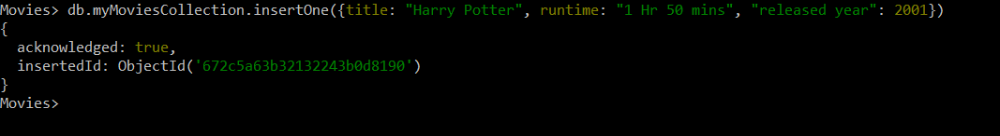 Movies> db.myMoviesCollection.insertOne({title: "Harry Potter", runtime: "1 Hr 50 mins", "released year": 2001})
{
  acknowledged: true,
  insertedId: ObjectId('672c5a63b32132243b0d8190')
}
Movies>